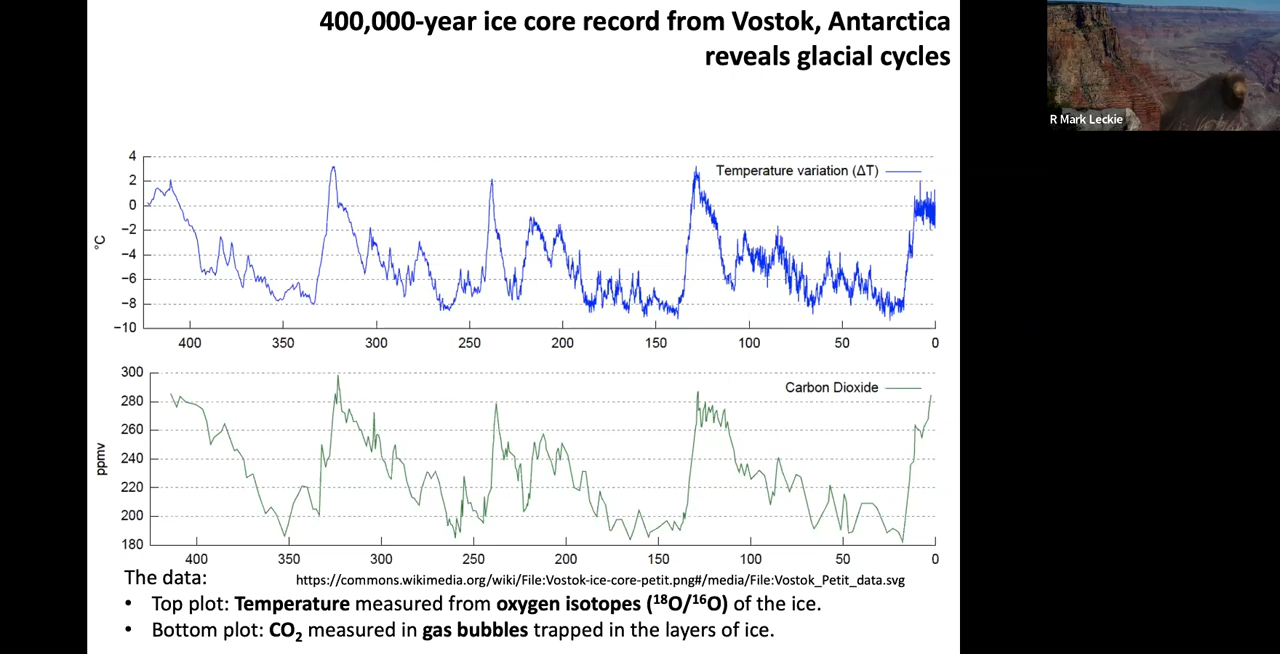 400,000-year ice core record from Vostok, Antarctica
reveals glacial cycles
R Mark Leckie
4
2
0
−2
−4
−6
−8
−10
°C
Temperature variation (ΔT)
400 350 300 250 200 150 100 50 0
300
280
260
240
220
200
180
ppmv
Carbon Dioxide
400 350 300 250 200 150 100 50 0
The data:
https://commons.wikimedia.org/wiki/File:Vostok-ice-core-petit.png#/media/File:Vostok_Petit_data.svg
• Top plot: Temperature measured from oxygen isotopes (¹⁸O/¹⁶O) of the ice.
• Bottom plot: CO₂ measured in gas bubbles trapped in the layers of ice.